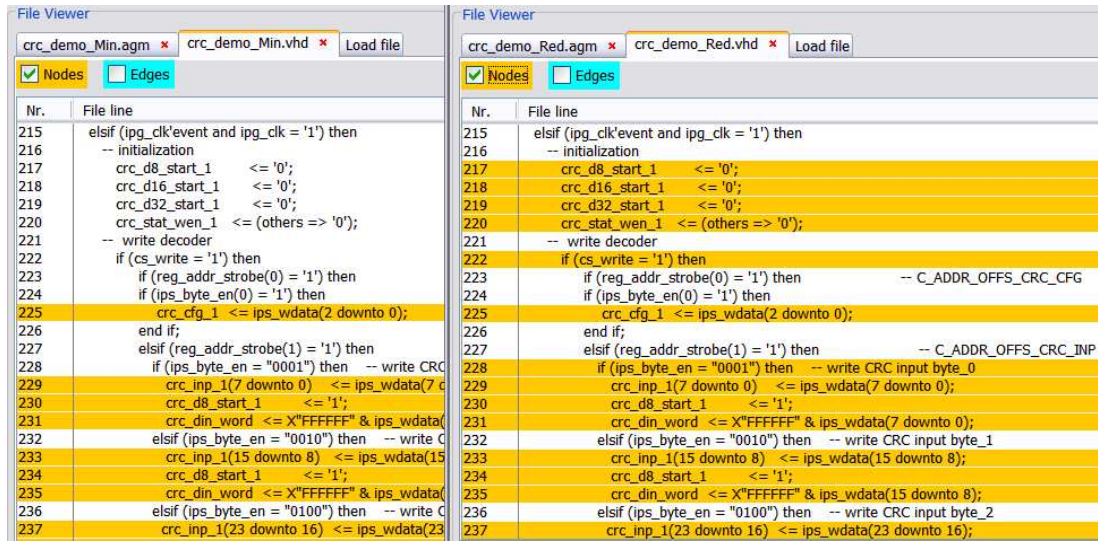 File Viewer
crc_demo_Min.agm × crc_demo_Min.vhd × Load file
Nodes Edges
Nr. File line
215 elsif (ipg_clk'event and ipg_clk = '1') then
216 -- initialization
217 crc_d8_start_1 <= '0';
218 crc_d16_start_1 <= '0';
219 crc_d32_start_1 <= '0';
220 crc_stat_wen_1 <= (others => '0');
221 -- write decoder
222 if (cs_write = '1') then
223 if (reg_addr_strobe(0) = '1') then
224 if (ips_byte_en(0) = '1') then
225 crc_cfg_1 <= ips_wdata(2 downto 0);
226 end if;
227 elsif (reg_addr_strobe(1) = '1') then
228 if (ips_byte_en = "0001") then -- write CRC
229 crc_inp_1(7 downto 0) <= ips_wdata(7 d
230 crc_d8_start_1 <= '1';
231 crc_din_word <= X"FFFFFF" & ips_wdata(
232 elsif (ips_byte_en = "0010") then -- write C
233 crc_inp_1(15 downto 8) <= ips_wdata(15
234 crc_d8_start_1 <= '1';
235 crc_din_word <= X"FFFFFF" & ips_wdata(
236 elsif (ips_byte_en = "0100") then -- write C
237 crc_inp_1(23 downto 16) <= ips_wdata(23
File Viewer
crc_demo_Red.agm × crc_demo_Red.vhd × Load file
Nodes Edges
Nr. File line
215 elsif (ipg_clk'event and ipg_clk = '1') then
216 -- initialization
217 crc_d8_start_1 <= '0';
218 crc_d16_start_1 <= '0';
219 crc_d32_start_1 <= '0';
220 crc_stat_wen_1 <= (others => '0');
221 -- write decoder
222 if (cs_write = '1') then
223 if (reg_addr_strobe(0) = '1') then -- C_ADDR_OFFS_CRC_CFG
224 if (ips_byte_en(0) = '1') then
225 crc_cfg_1 <= ips_wdata(2 downto 0);
226 end if;
227 elsif (reg_addr_strobe(1) = '1') then -- C_ADDR_OFFS_CRC_INP
228 if (ips_byte_en = "0001") then -- write CRC input byte_0
229 crc_inp_1(7 downto 0) <= ips_wdata(7 downto 0);
230 crc_d8_start_1 <= '1';
231 crc_din_word <= X"FFFFFF" & ips_wdata(7 downto 0);
232 elsif (ips_byte_en = "0010") then -- write CRC input byte_1
233 crc_inp_1(15 downto 8) <= ips_wdata(15 downto 8);
234 crc_d8_start_1 <= '1';
235 crc_din_word <= X"FFFFFF" & ips_wdata(15 downto 8);
236 elsif (ips_byte_en = "0100") then -- write CRC input byte_2
237 crc_inp_1(23 downto 16) <= ips_wdata(23 downto 16);